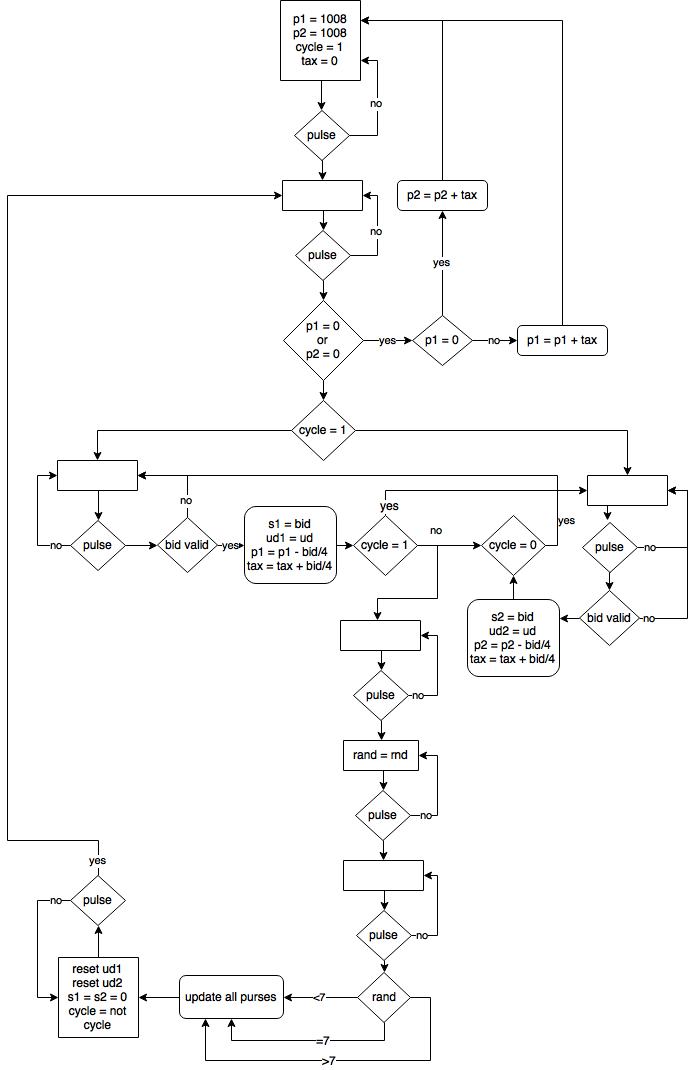 p1 = 1008
p2 = 1008
cycle = 1
tax = 0
no
pulse
p2 = p2 + tax
no
pulse
yes
p1 = 0
or
p2 = 0
yes
p1 = 0
no
p1 = p1 + tax
cycle = 1
no
pulse
bid valid
no
yes
s1 = bid
ud1 = ud
p1 = p1 - bid/4
tax = tax + bid/4
yes
cycle = 1
no
cycle = 0
yes
pulse
no
bid valid
no
s2 = bid
ud2 = ud
p2 = p2 - bid/4
tax = tax + bid/4
pulse
no
rand = rnd
pulse
no
pulse
no
rand
<7
=7
>7
update all purses
reset ud1
reset ud2
s1 = s2 = 0
cycle = not
cycle
no
pulse
yes